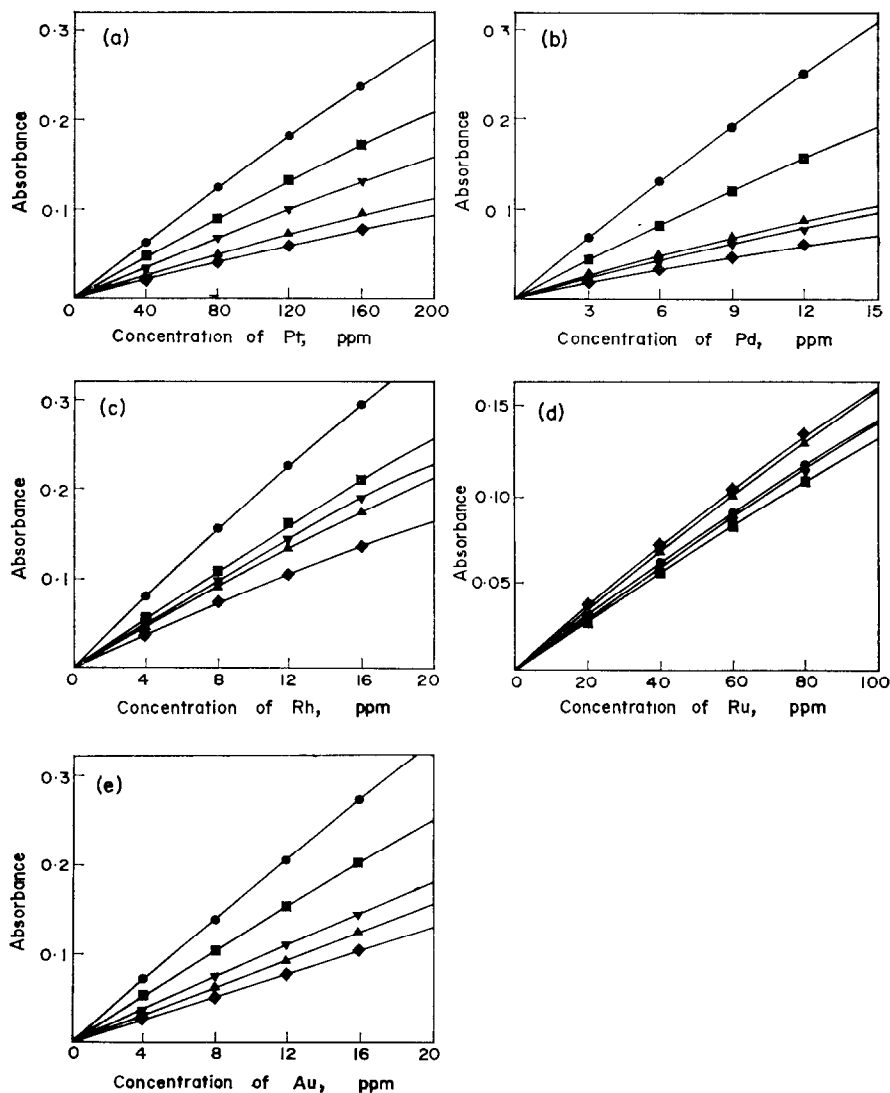 (a)
0·3
0·2
0·1
Absorbance
0 40 80 120 160 200
Concentration of Pt, ppm
(b)
0·3
0·2
0·1
Absorbance
0 3 6 9 12 15
Concentration of Pd, ppm
(c)
0·3
0·2
0·1
Absorbance
0 4 8 12 16 20
Concentration of Rh, ppm
(d)
0·15
0·10
0·05
Absorbance
0 20 40 60 80 100
Concentration of Ru, ppm
(e)
0·3
0·2
0·1
Absorbance
0 4 8 12 16 20
Concentration of Au, ppm